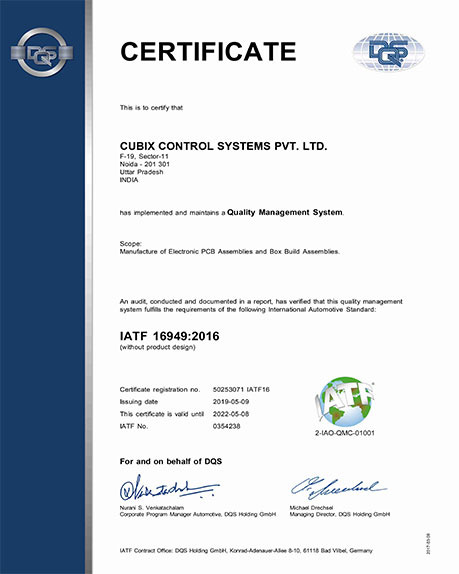 DQS
CERTIFICATE
DQS
This is to certify that
CUBIX CONTROL SYSTEMS PVT. LTD.
F-19, Sector-11
Noida - 201 301
Uttar Pradesh
INDIA
has implemented and maintains a Quality Management System.
Scope:
Manufacture of Electronic PCB Assemblies and Box Build Assemblies.
An audit, conducted and documented in a report, has verified that this quality management
system fulfills the requirements of the following International Automotive Standard:
IATF 16949:2016
(without product design)
Certificate registration no. 50253071 IATF16
Issuing date 2019-05-09
This certificate is valid until 2022-05-08
IATF No. 0354238
IATF
2-IAO-QMC-01001
For and on behalf of DQS
Nurani S. Venkatachalam
Corporate Program Manager Automotive, DQS Holding GmbH
Michael Drechsel
Managing Director, DQS Holding GmbH
IATF Contract Office: DQS Holding GmbH, Konrad-Adenauer-Allee 8-10, 61118 Bad Vilbel, Germany